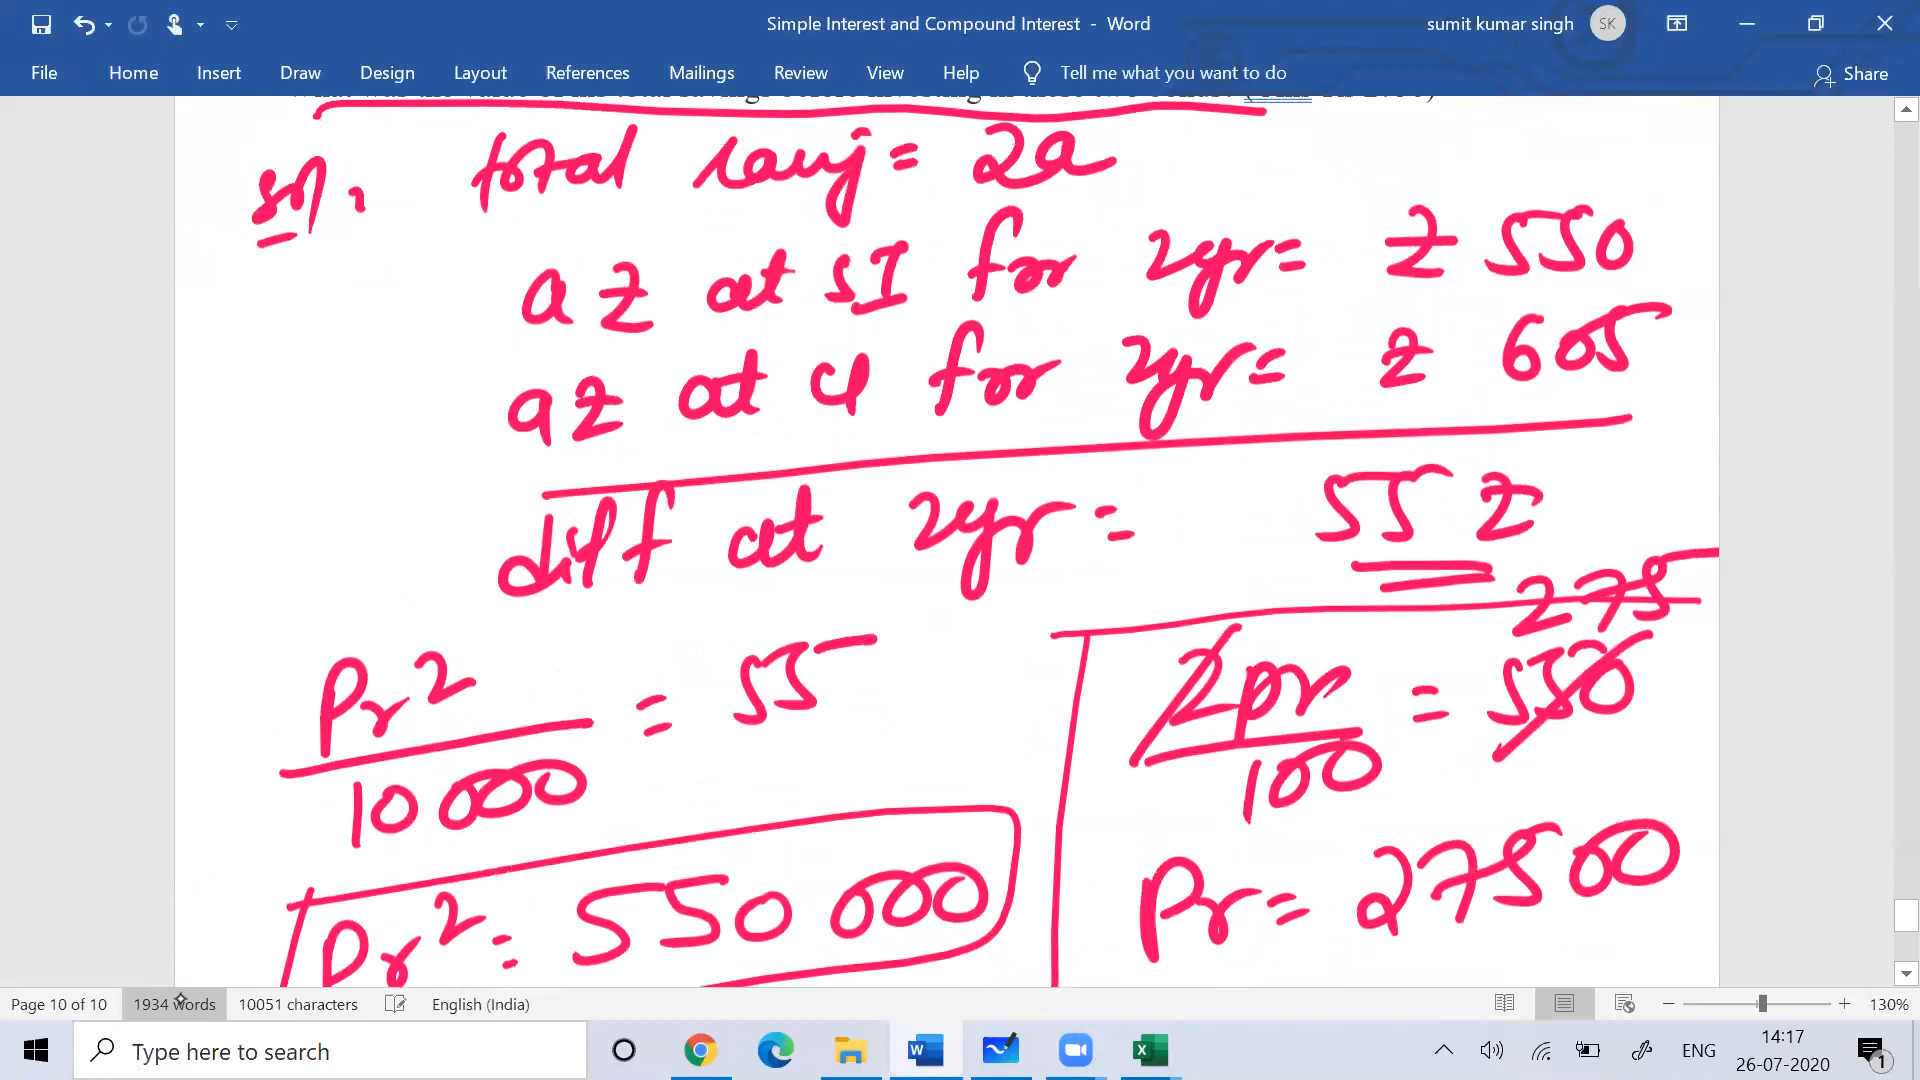 Simple Interest and Compound Interest - Word
sumit kumar singh SK
File Home Insert Draw Design Layout References Mailings Review View Help Tell me what you want to do Share
total = 2a
a z at SI for 2yr = z 550
a z at CI for 2yr = z 605
diff at 2yr = 55 z
Pr²/10000 = 55
Pr² = 550 000
2pr/100 = 550 275
Pr = 27500
Page 10 of 10 1934 words 10051 characters English (India) 130%
Type here to search
ENG 14:17
26-07-2020 1